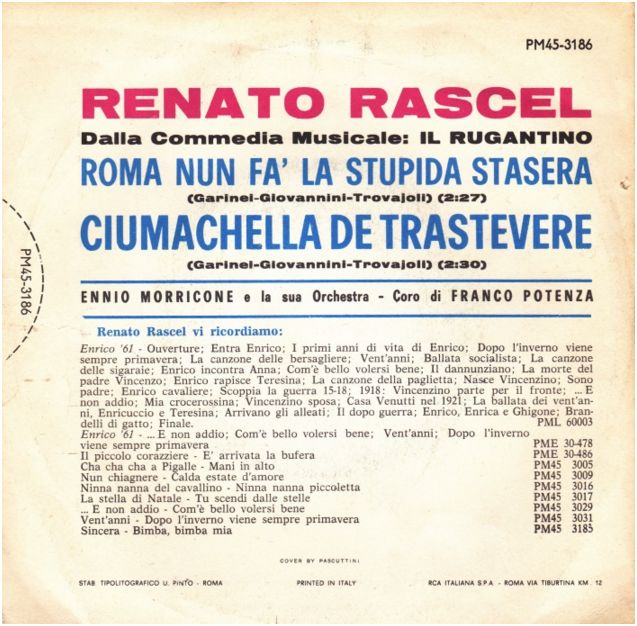 PM45-3186
RENATO RASCEL
Dalla Commedia Musicale: IL RUGANTINO
ROMA NUN FA' LA STUPIDA STASERA
(Garinei-Giovannini-Trovajoli) (2:27)
CIUMACHELLA DE TRASTEVERE
(Garinei-Giovannini-Trovajoli) (2:30)
PM45-3186
ENNIO MORRICONE e la sua Orchestra - Coro di FRANCO POTENZA
Renato Rascel vi ricordiamo:
Enrico '61 - Ouverture; Entra Enrico; I primi anni di vita di Enrico; Dopo l'inverno viene
sempre primavera; La canzone delle bersagliere; Vent'anni; Ballata socialista; La canzone
delle sigaraie; Enrico incontra Anna; Com'è bello volersi bene; Il dannunziano; La morte del
padre Vincenzo; Enrico rapisce Teresina; La canzone della paglietta; Nasce Vincenzino; Sono
padre; Enrico cavaliere; Scoppia la guerra 15-18; 1918: Vincenzino parte per il fronte; ... E
non addio; Mia crocerossina; Vincenzino sposa; Casa Venutti nel 1921; La ballata dei vent'an-
ni, Enricuccio e Teresina; Arrivano gli alleati; Il dopo guerra; Enrico, Enrica e Ghigone; Bran-
delli di gatto; Finale. PML 60003
Enrico '61 - ... E non addio; Com'è bello volersi bene; Vent'anni; Dopo l'inverno
viene sempre primavera PME 30-478
Il piccolo corazziere - E' arrivata la bufera PME 30-486
Cha cha cha a Pigalle - Mani in alto PM45 3005
Nun chiagnere - Calda estate d'amore PM45 3009
Ninna nanna del cavallino - Ninna nanna piccoletta PM45 3016
La stella di Natale - Tu scendi dalle stelle PM45 3017
... E non addio - Com'è bello volersi bene PM45 3029
Vent'anni - Dopo l'inverno viene sempre primavera PM45 3031
Sincera - Bimba, bimba mia PM45 3185
COVER BY PASCUTTINI
STAB. TIPOLITOGRAFICO U. PINTO - ROMA PRINTED IN ITALY RCA ITALIANA S.P.A - ROMA VIA TIBURTINA KM. 12